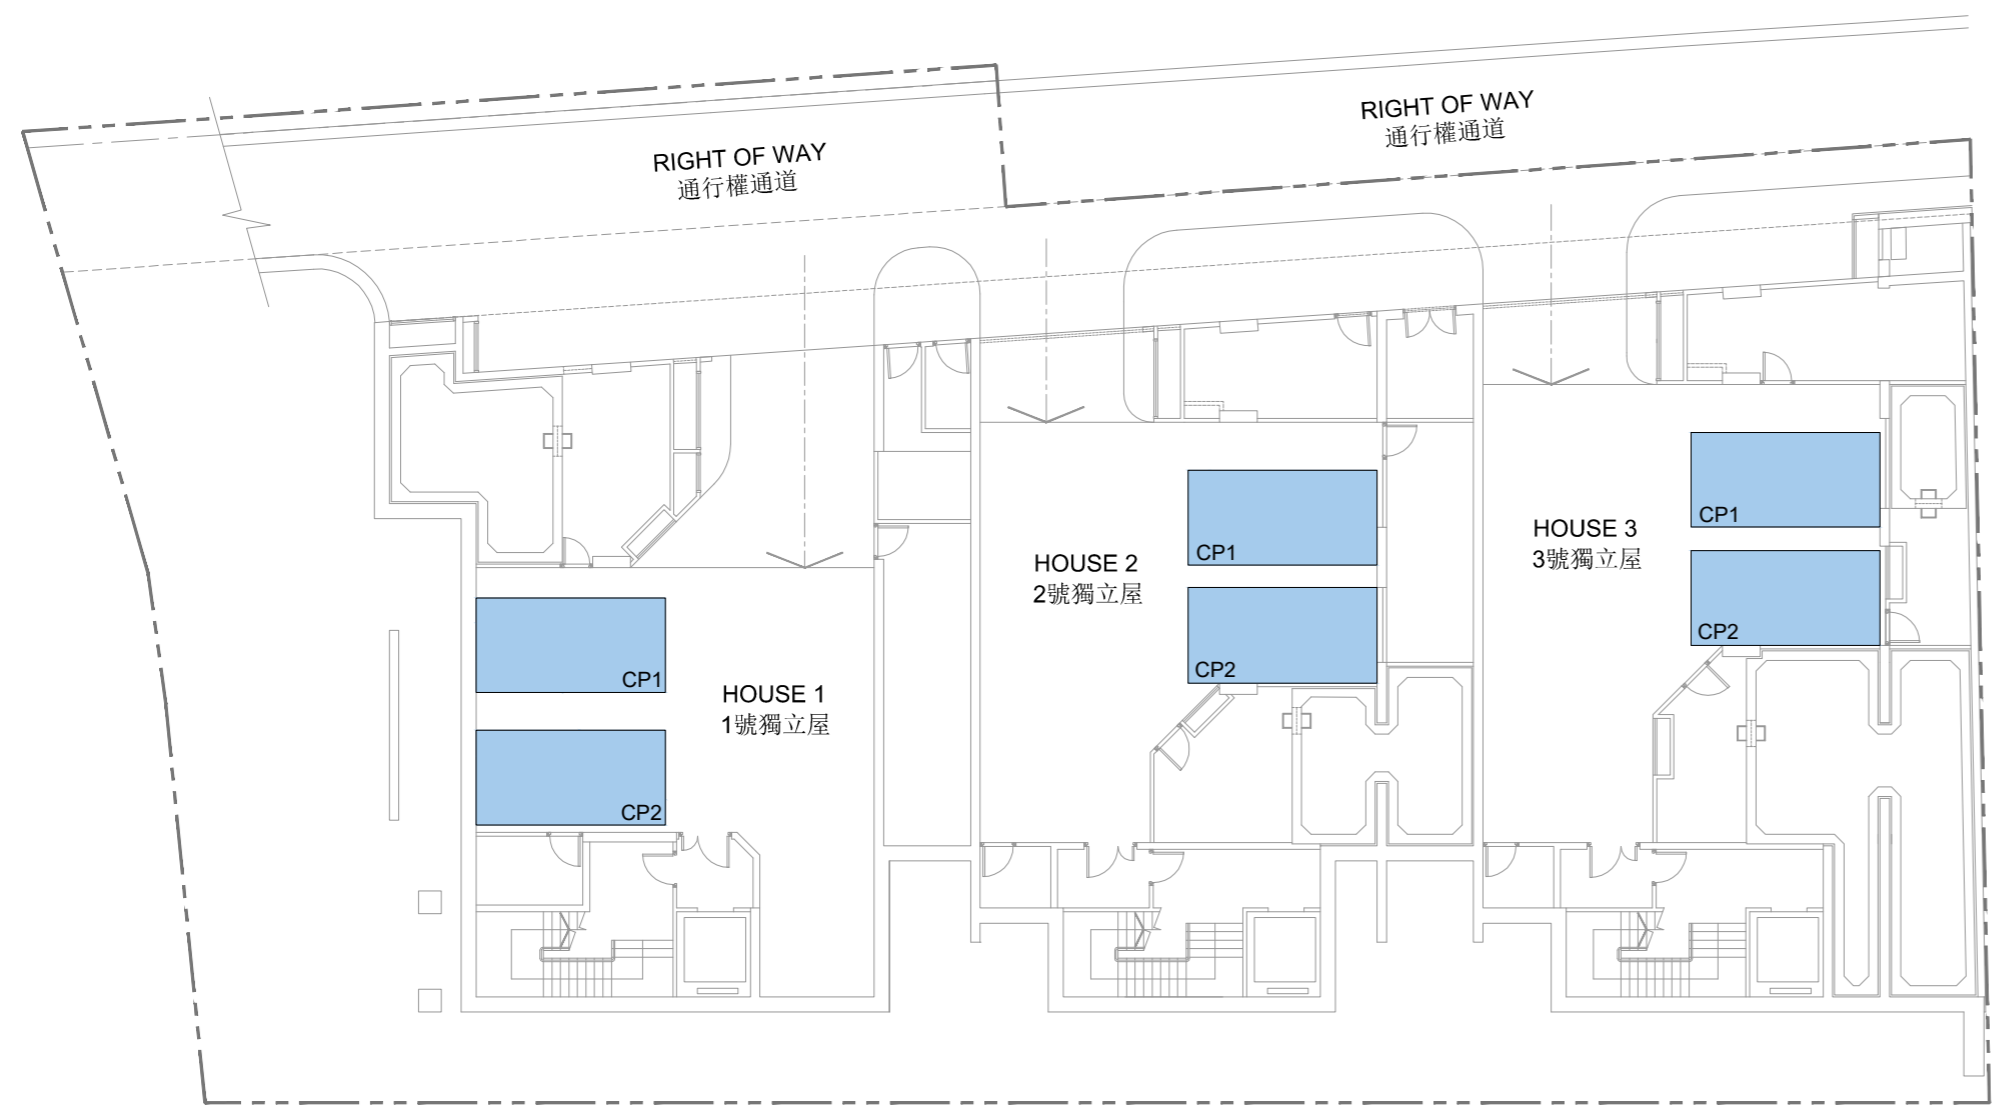 RIGHT OF WAY
通行權通道
RIGHT OF WAY
通行權通道
CP1
CP2
HOUSE 1
1號獨立屋
HOUSE 2
2號獨立屋
CP1
CP2
HOUSE 3
3號獨立屋
CP1
CP2